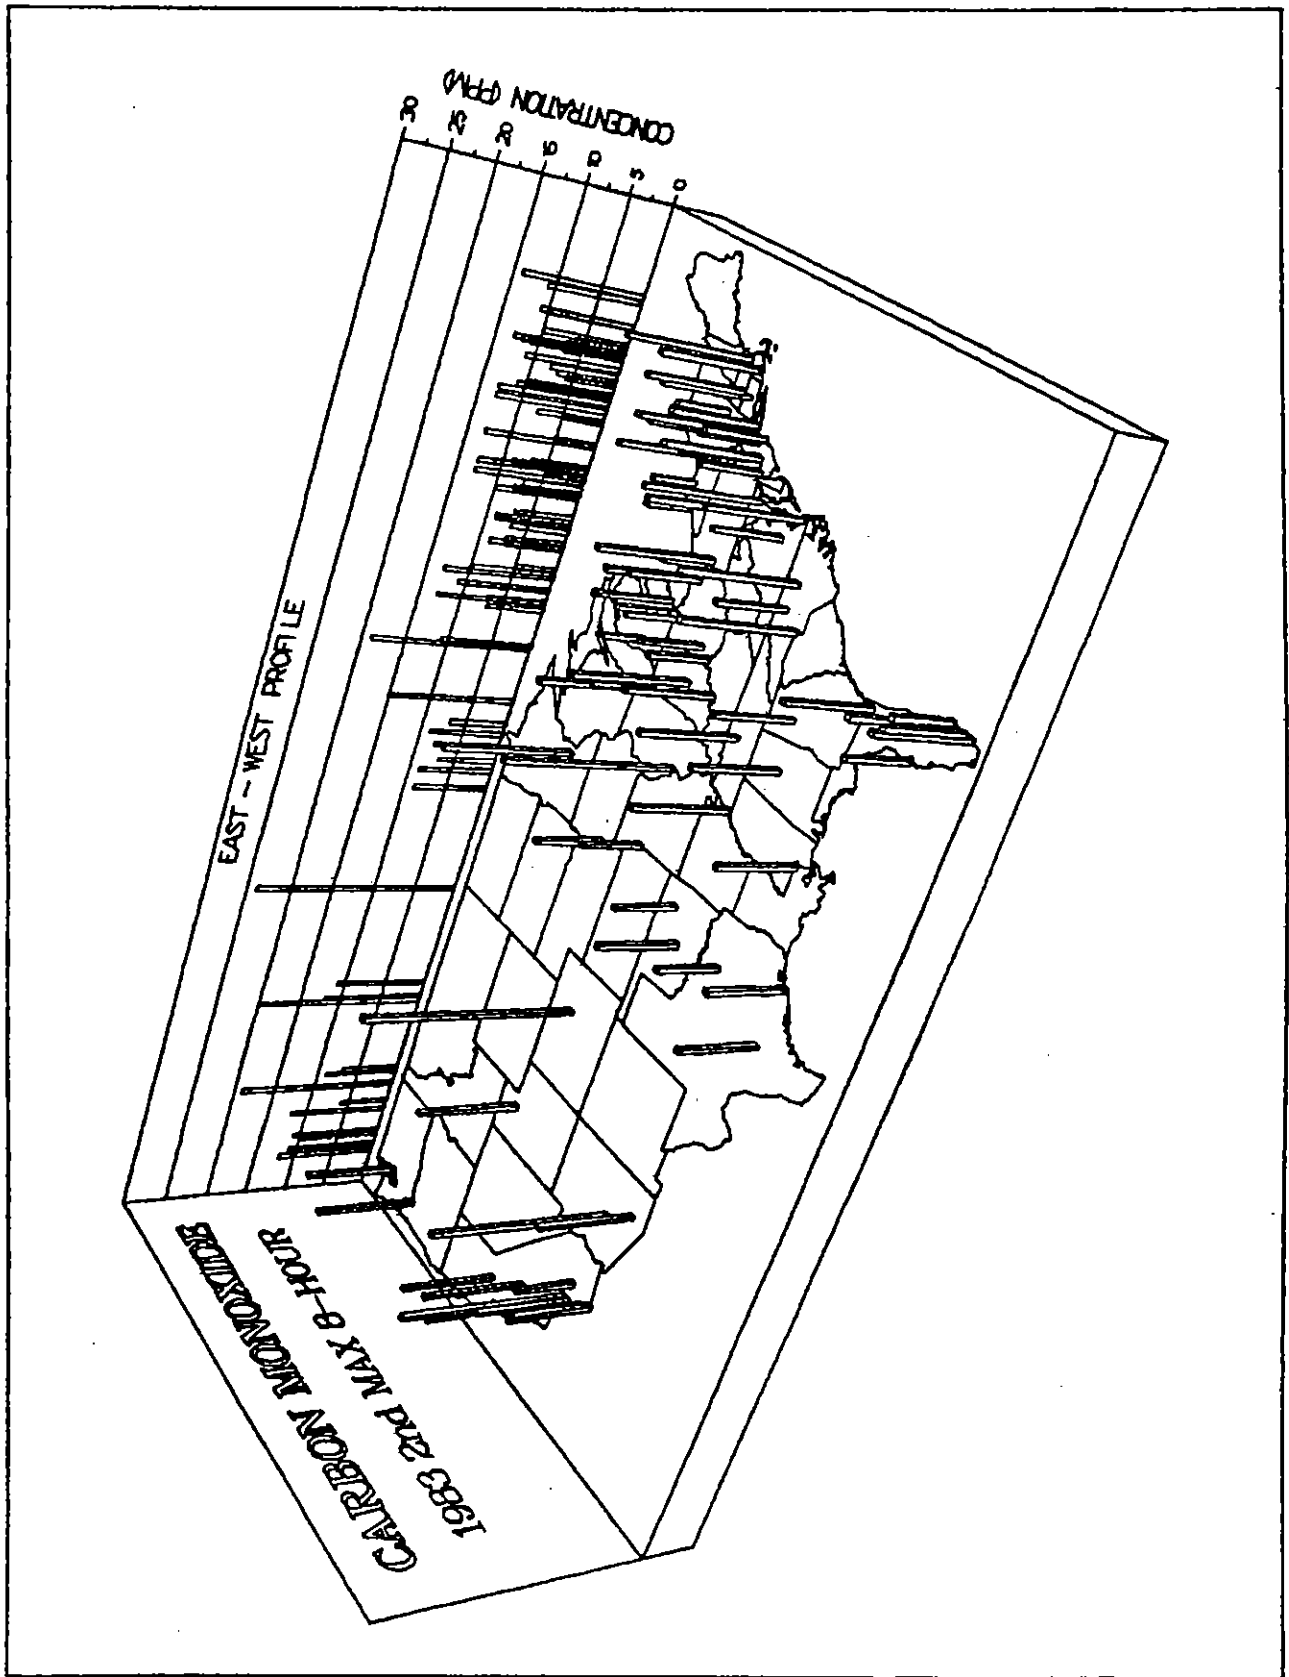 CARBON MONOXIDE
1983 2nd MAX 8-HOUR
EAST - WEST PROFILE
CONCENTRATION (PPM)
30
25
20
15
10
5
0